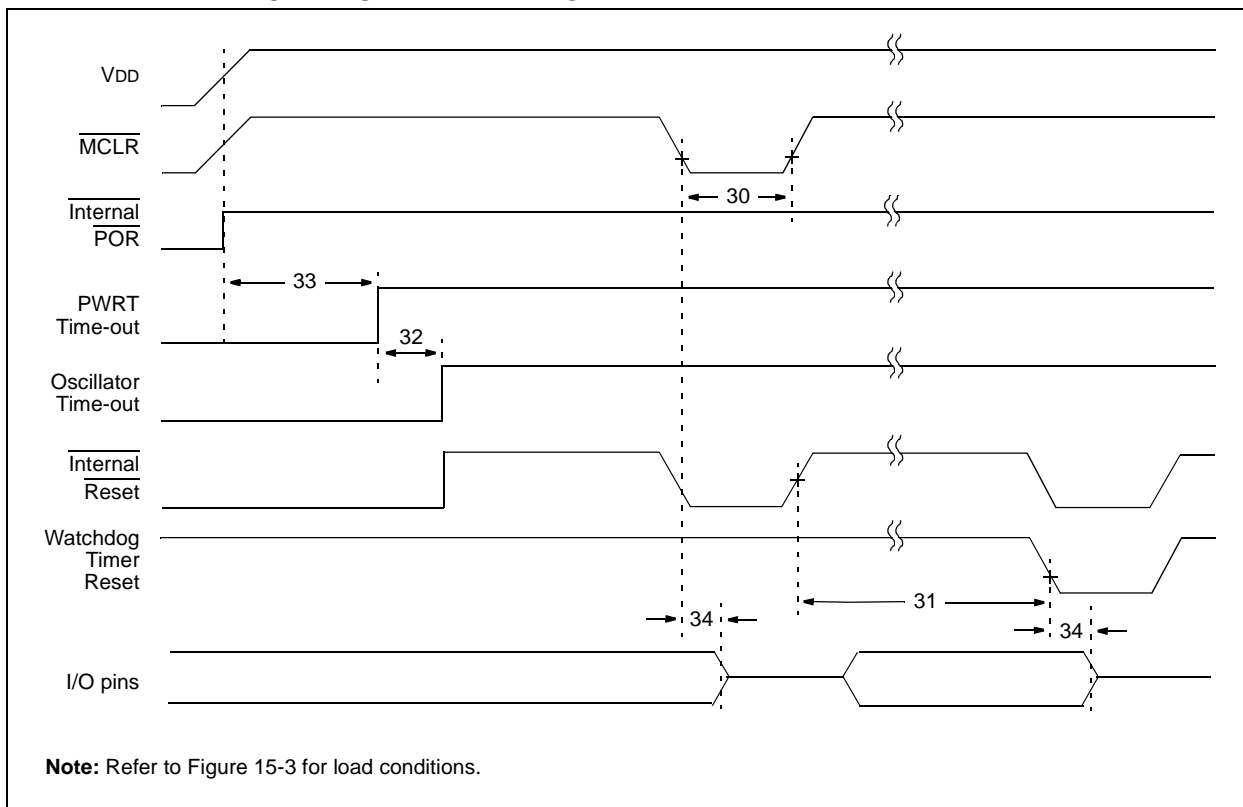 VDD
MCLR
30
Internal
POR
33
PWRT
Time-out
32
Oscillator
Time-out
Internal
Reset
Watchdog
Timer
Reset
31
34
34
I/O pins
Note: Refer to Figure 15-3 for load conditions.